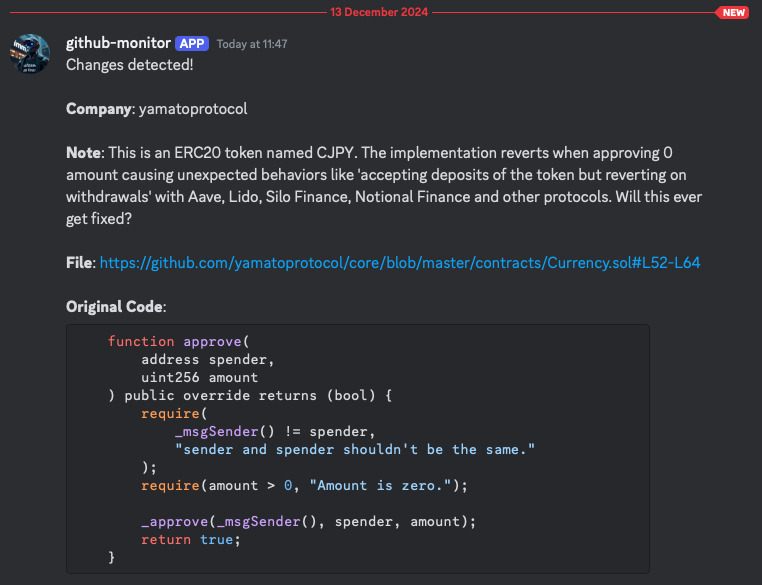 13 December 2024
NEW
github-monitor APP Today at 11:47
Changes detected!
Company: yamatoprotocol
Note: This is an ERC20 token named CJPY. The implementation reverts when approving 0
amount causing unexpected behaviors like 'accepting deposits of the token but reverting on
withdrawals' with Aave, Lido, Silo Finance, Notional Finance and other protocols. Will this ever
get fixed?
File: https://github.com/yamatoprotocol/core/blob/master/contracts/Currency.sol#L52-L64
Original Code:
function approve(
address spender,
uint256 amount
) public override returns (bool) {
require(
_msgSender() != spender,
"sender and spender shouldn't be the same."
);
require(amount > 0, "Amount is zero.");
_approve(_msgSender(), spender, amount);
return true;
}